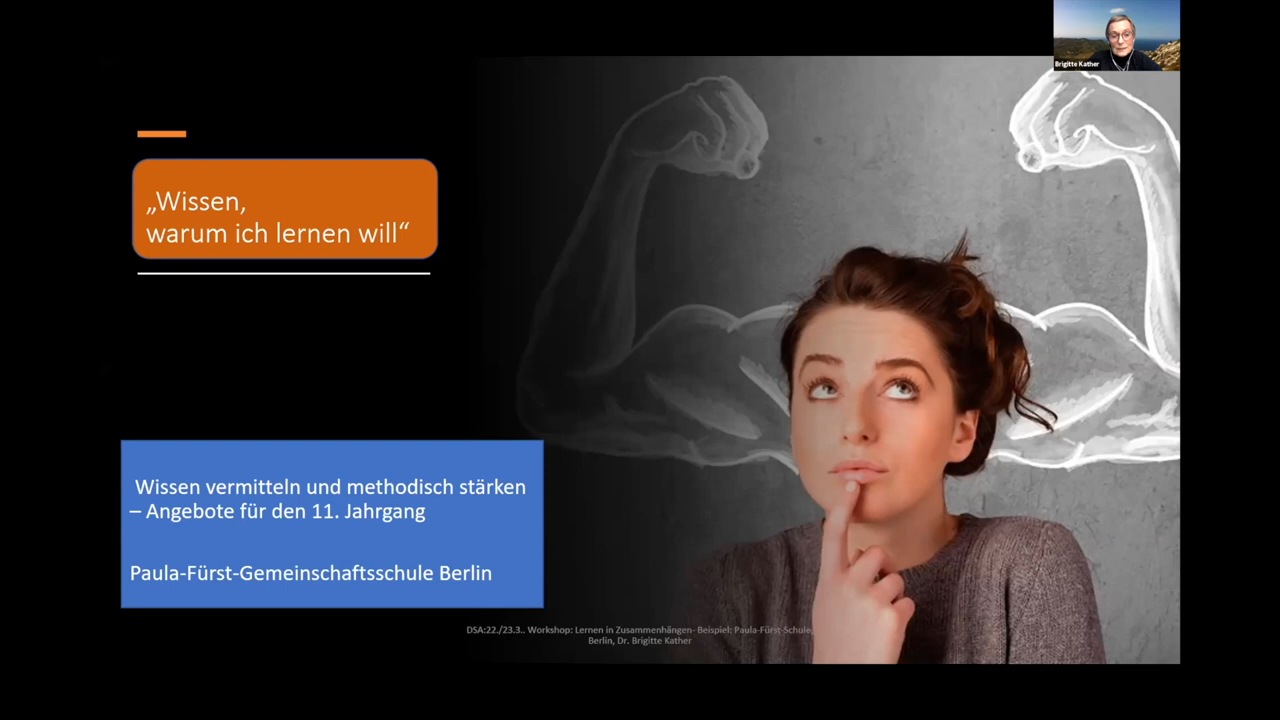 Brigitte Kather
„Wissen,
warum ich lernen will“
Wissen vermitteln und methodisch stärken
– Angebote für den 11. Jahrgang
Paula-Fürst-Gemeinschaftsschule Berlin
DSA:22./23.3.. Workshop: Lernen in Zusammenhängen- Beispiel: Paula-Fürst-Schule,
Berlin, Dr. Brigitte Kather